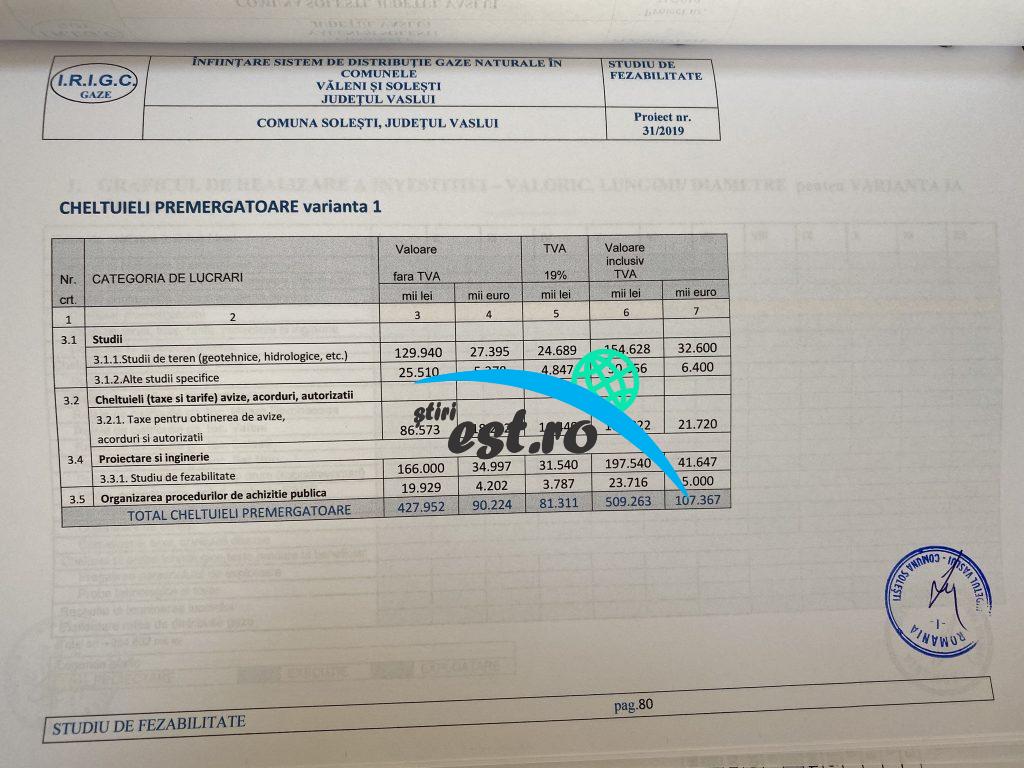 I.R.I.G.C.
GAZE
ÎNFIINȚARE SISTEM DE DISTRIBUȚIE GAZE NATURALE ÎN
COMUNELE
VĂLENI ȘI SOLEȘTI
JUDEȚUL VASLUI
STUDIU DE
FEZABILITATE
COMUNA SOLEȘTI, JUDEȚUL VASLUI
Proiect nr.
31/2019
CHELTUIELI PREMERGATOARE varianta 1
Nr. crt. CATEGORIA DE LUCRARI Valoare fara TVA TVA 19% Valoare inclusiv TVA
mii lei mii euro mii lei mii lei mii euro
1 2 3 4 5 6 7
3.1 Studii
3.1.1.Studii de teren (geotehnice, hidrologice, etc.) 129.940 27.395 24.689 154.628 32.600
3.1.2.Alte studii specifice 25.510 4.847 6.400
3.2 Cheltuieli (taxe si tarife) avize, acorduri, autorizatii
3.2.1. Taxe pentru obtinerea de avize,
acorduri si autorizatii 86.573 21.720
3.4 Proiectare si inginerie
3.3.1. Studiu de fezabilitate 166.000 34.997 31.540 197.540 41.647
3.5 Organizarea procedurilor de achizitie publica 19.929 4.202 3.787 23.716 5.000
TOTAL CHELTUIELI PREMERGATOARE 427.952 90.224 81.311 509.263 107.367
știri
est.ro
JUDEȚUL VASLUI - COMUNA SOLEȘTI
- I -
ROMANIA
STUDIU DE FEZABILITATE
pag.80